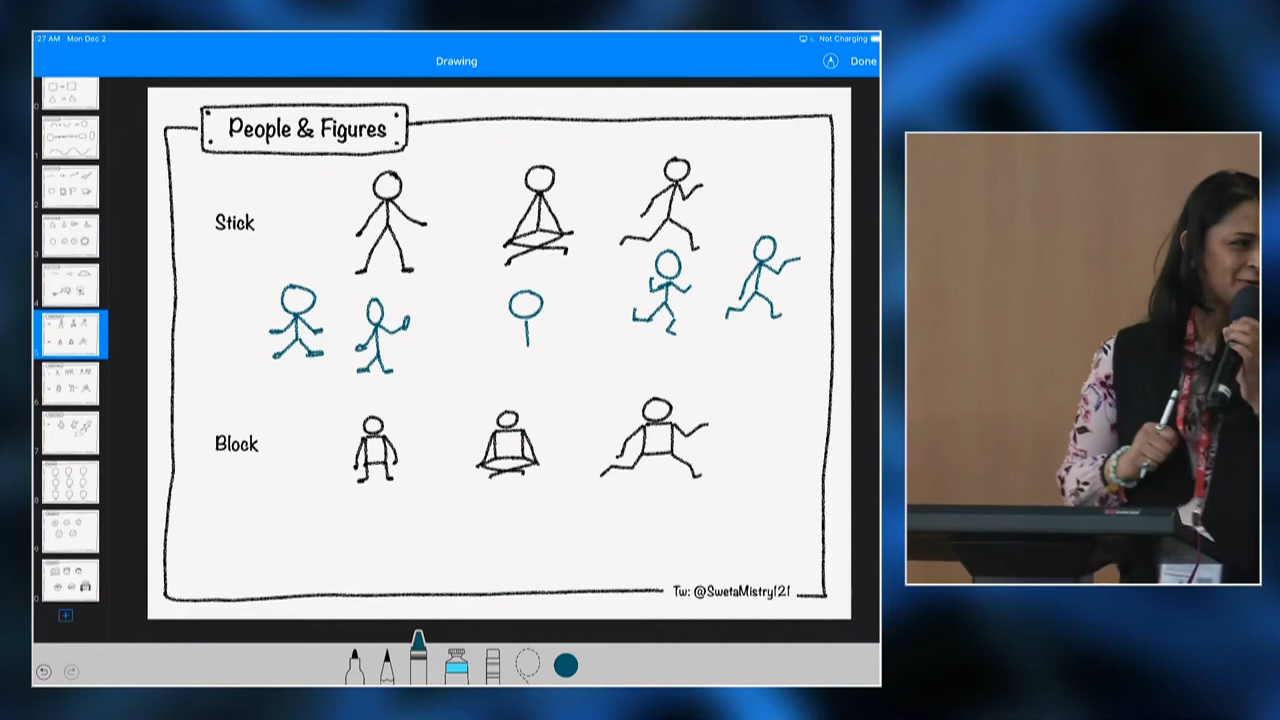 :27 AM Mon Dec 2
Not Charging
Drawing
Done
People & Figures
Stick
Block
Tw: @SwetaMistry121